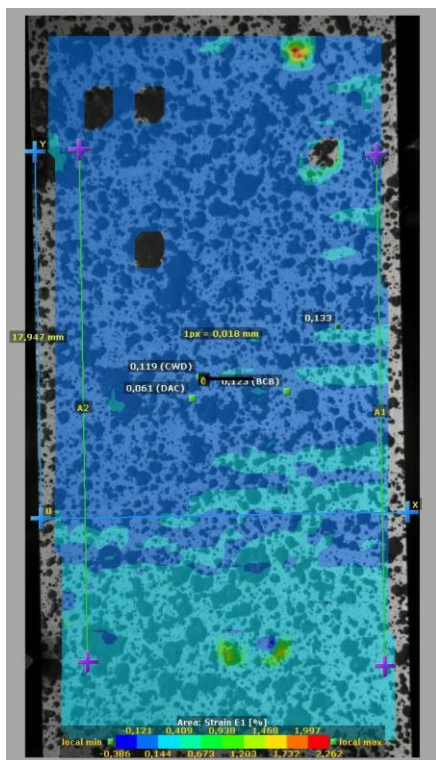 Y
0,133
1px = 0,018 mm
17,947 mm
0,119 (CWD)
0,061 (DAC)
0,123 (BCB)
A2
A1
0
X
Area: Strain E1 [%]
-0,121 0,409 0,938 1,468 1,997
local min
local max
-0,386 0,144 0,673 1,203 1,732 2,262